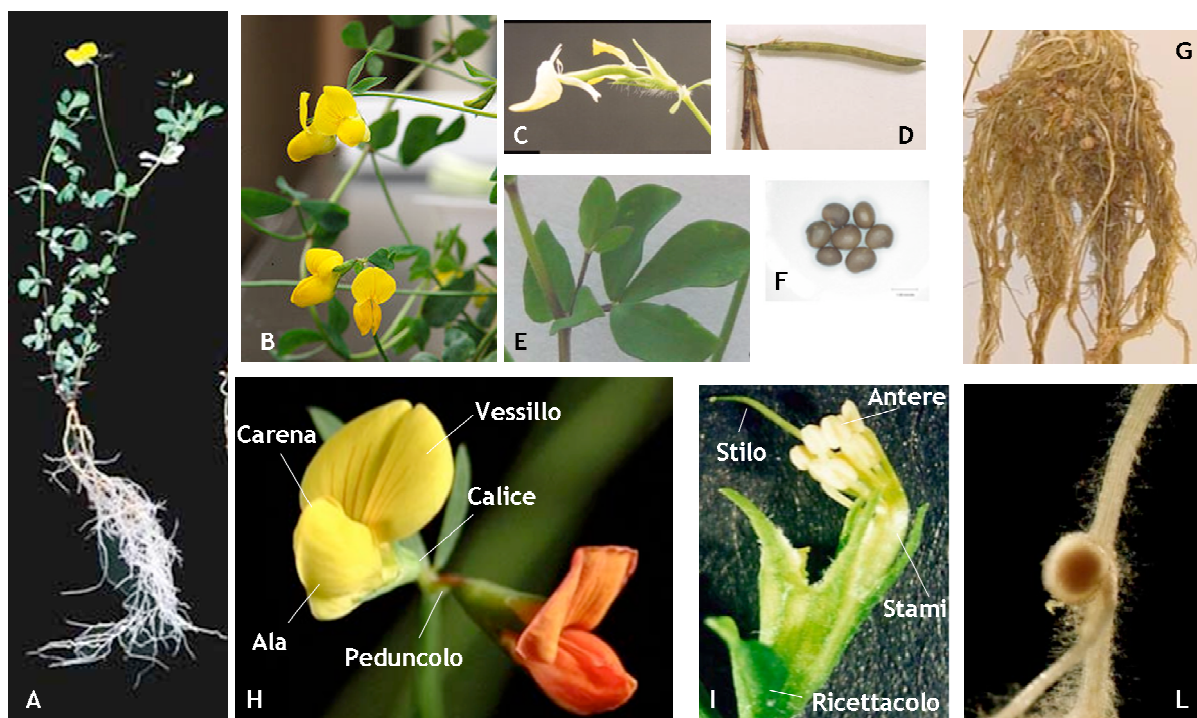 A
B
C
D
E
F
G
H
Carena
Vessillo
Calice
Ala
Peduncolo
I
Antere
Stilo
Stami
Ricettacolo
L